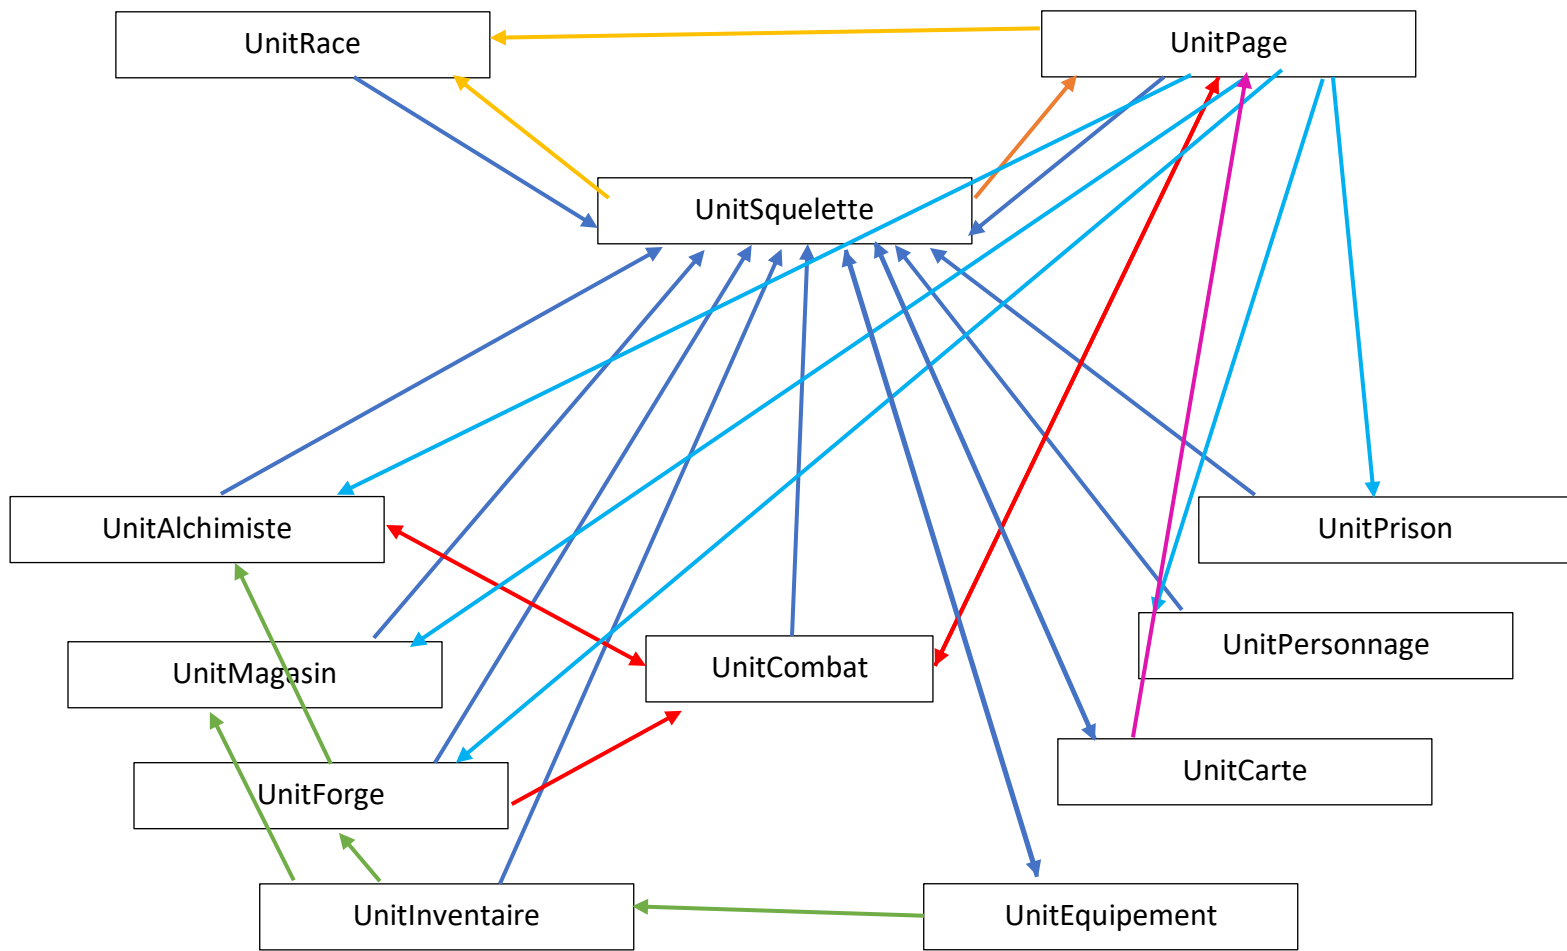 UnitRace
UnitPage
UnitSquelette
UnitAlchimiste
UnitPrison
UnitMagasin
UnitCombat
UnitPersonnage
UnitForge
UnitCarte
UnitInventaire
UnitEquipement